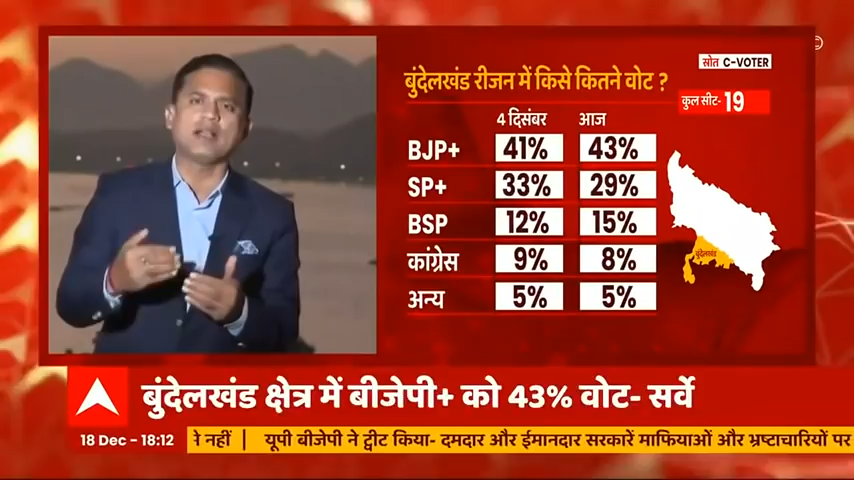 स्रोत C-VOTER
बुंदेलखंड रीजन में किसे कितने वोट ?
कुल सीट- 19
4 दिसंबर आज
BJP+ 41% 43%
SP+ 33% 29%
BSP 12% 15%
कांग्रेस 9% 8%
अन्य 5% 5%
बुंदेलखंड
बुंदेलखंड क्षेत्र में बीजेपी+ को 43% वोट- सर्वे
18 Dec - 18:12 रे नहीं | यूपी बीजेपी ने ट्वीट किया- दमदार और ईमानदार सरकारें माफियाओं और भ्रष्टाचारियों पर